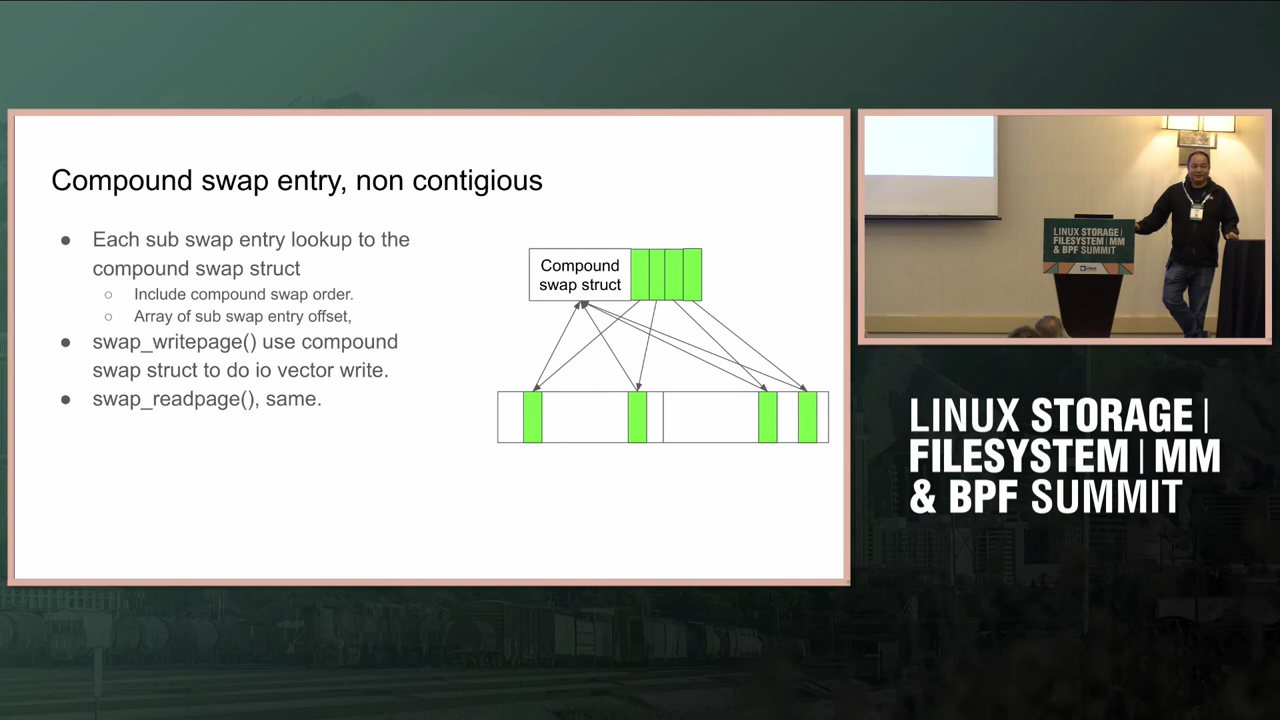 Compound swap entry, non contigious
● Each sub swap entry lookup to the
compound swap struct
○ Include compound swap order.
○ Array of sub swap entry offset,
● swap_writepage() use compound
swap struct to do io vector write.
● swap_readpage(), same.
Compound
swap struct
LINUX STORAGE |
FILESYSTEM | MM
& BPF SUMMIT
LINUX STORAGE |
FILESYSTEM | MM
& BPF SUMMIT